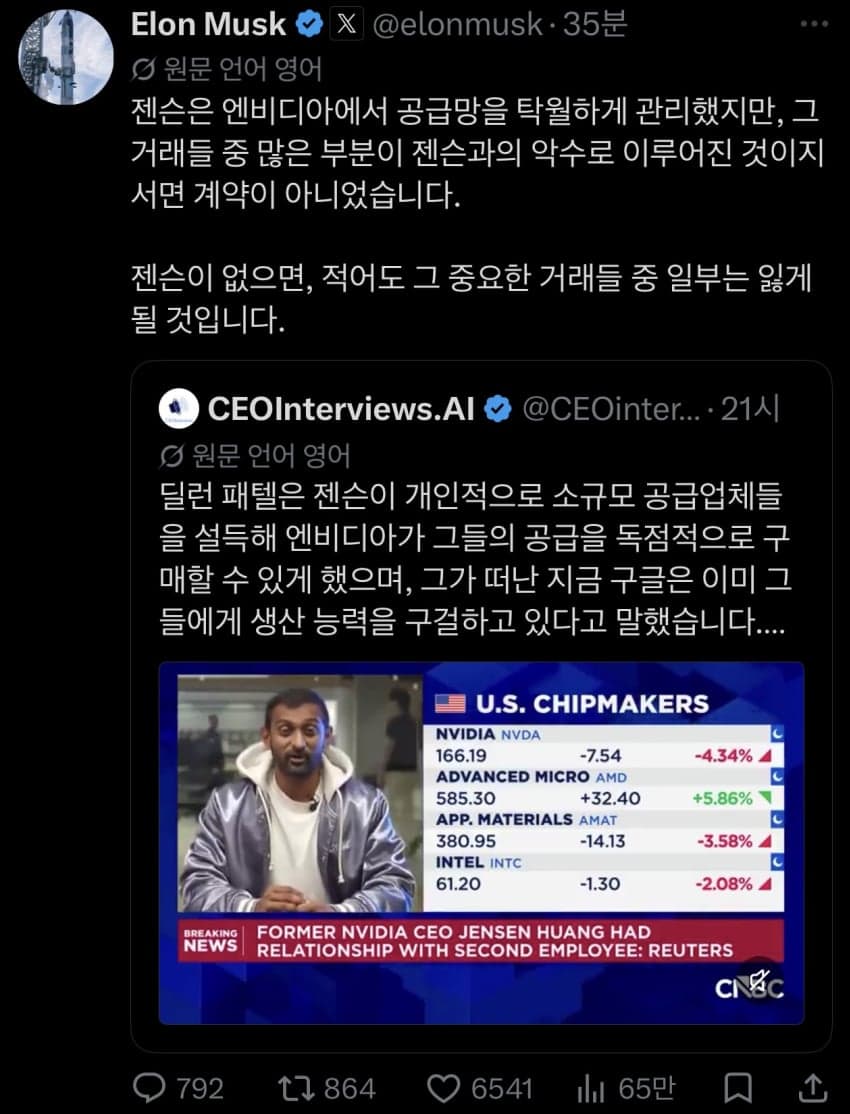 Elon Musk @elonmusk · 35분
원문 언어 영어
젠슨은 엔비디아에서 공급망을 탁월하게 관리했지만, 그
거래들 중 많은 부분이 젠슨과의 악수로 이루어진 것이지
서면 계약이 아니었습니다.
젠슨이 없으면, 적어도 그 중요한 거래들 중 일부는 잃게
될 것입니다.
CEOInterviews.AI @CEOinter... · 21시
원문 언어 영어
딜런 패텔은 젠슨이 개인적으로 소규모 공급업체들
을 설득해 엔비디아가 그들의 공급을 독점적으로 구
매할 수 있게 했으며, 그가 떠난 지금 구글은 이미 그
들에게 생산 능력을 구걸하고 있다고 말했습니다....
U.S. CHIPMAKERS
NVIDIA NVDA
166.19 -7.54 -4.34%
ADVANCED MICRO AMD
585.30 +32.40 +5.86%
APP. MATERIALS AMAT
380.95 -14.13 -3.58%
INTEL INTC
61.20 -1.30 -2.08%
BREAKING NEWS
FORMER NVIDIA CEO JENSEN HUANG HAD
RELATIONSHIP WITH SECOND EMPLOYEE: REUTERS
CNBC
792 864 6541 65만